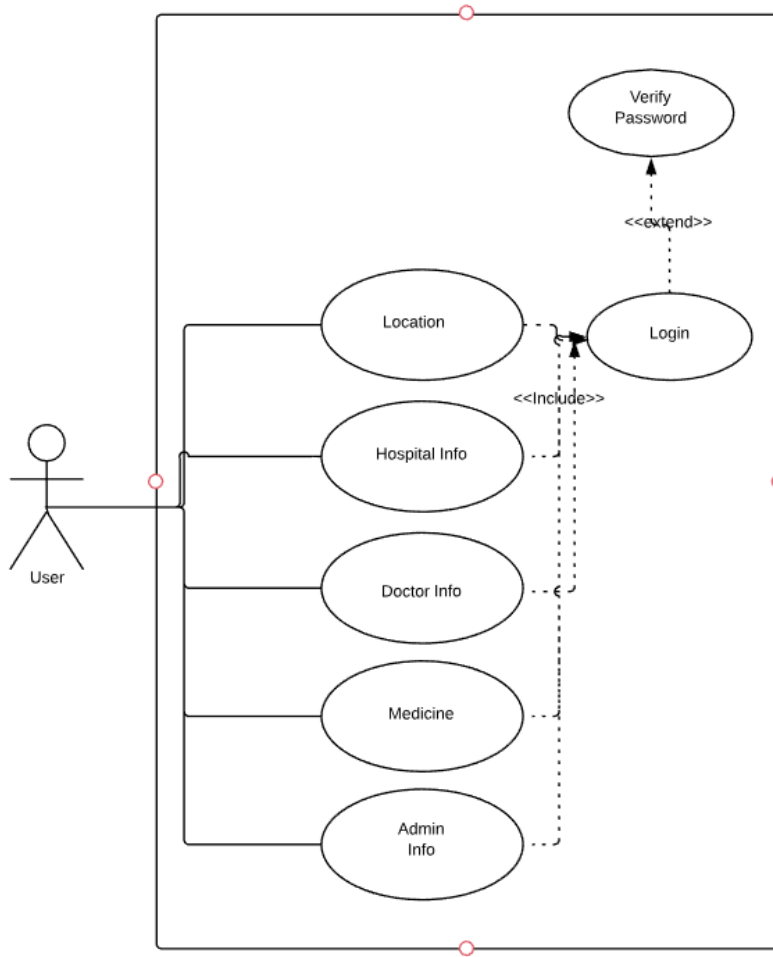 Verify
Password
<<extend>>
Location
Login
<<Include>>
Hospital Info
User
Doctor Info
Medicine
Admin
Info